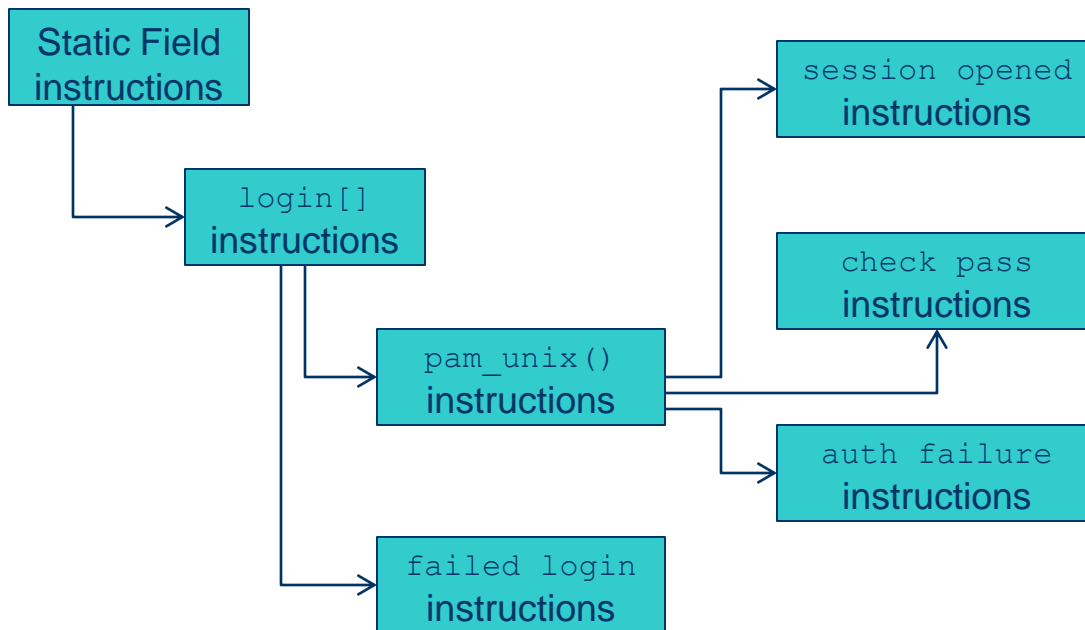 Static Field
instructions
session opened
instructions
login[]
instructions
check pass
instructions
pam_unix()
instructions
auth failure
instructions
failed login
instructions